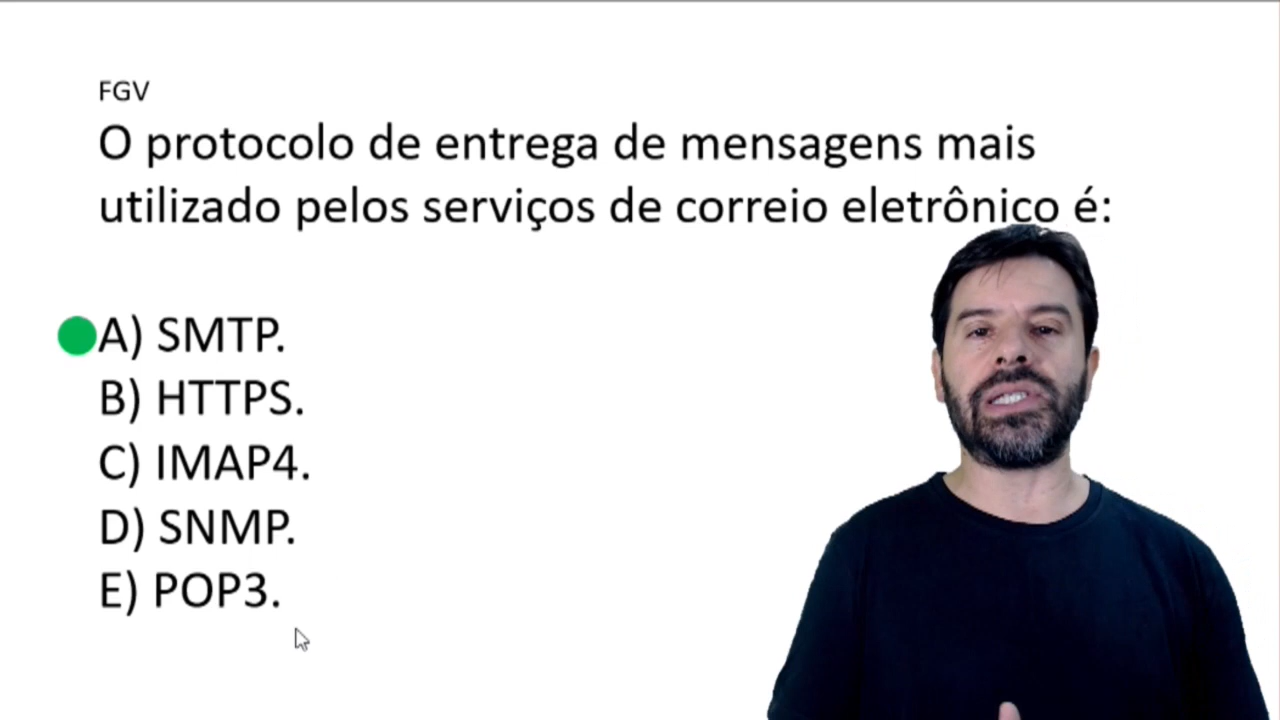 FGV
O protocolo de entrega de mensagens mais
utilizado pelos serviços de correio eletrônico é:
A) SMTP.
B) HTTPS.
C) IMAP4.
D) SNMP.
E) POP3.